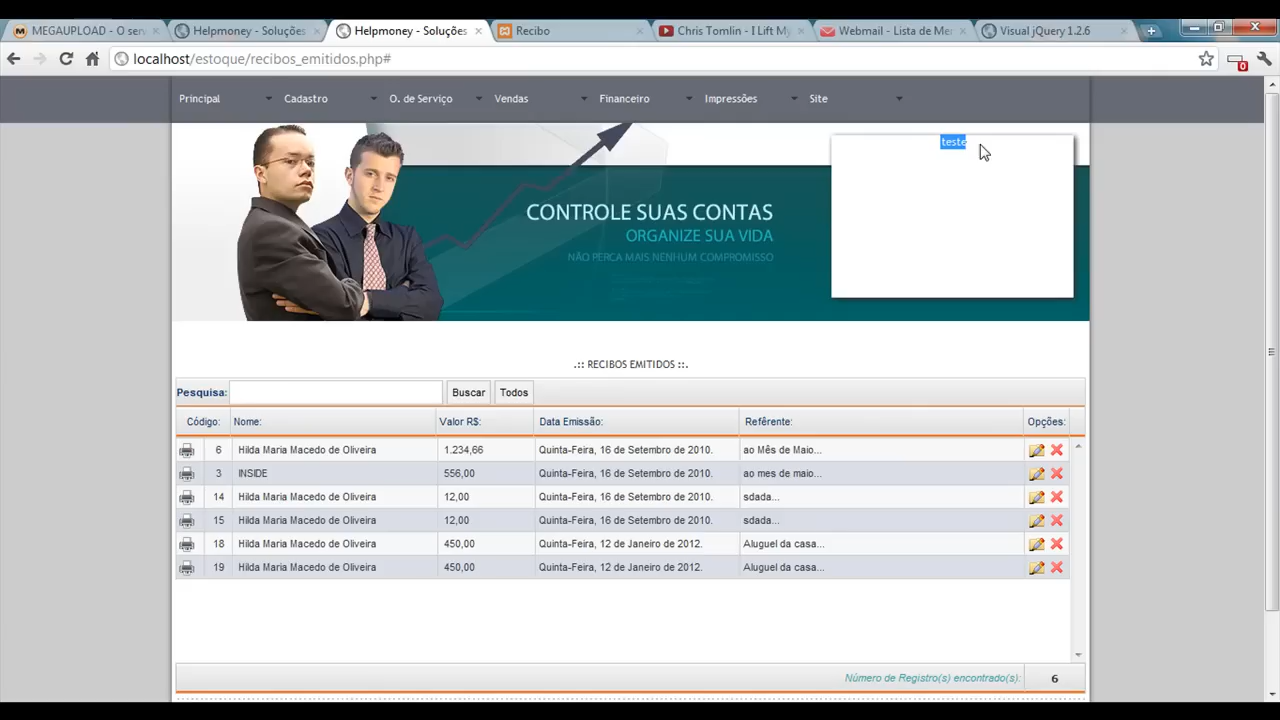 MEGAUPLOAD - O serv
Helpmoney - Soluções
Helpmoney - Soluções
Recibo
Chris Tomlin - I Lift My
Webmail - Lista de Men
Visual jQuery 1.2.6
localhost/estoque/recibos_emitidos.php#
0
Principal Cadastro O. de Serviço Vendas Financeiro Impressões Site
teste
CONTROLE SUAS CONTAS
ORGANIZE SUA VIDA
NÃO PERCA MAIS NENHUM COMPROMISSO
.:: RECIBOS EMITIDOS ::.
Pesquisa: Buscar Todos
Código: Nome: Valor R$: Data Emissão: Refêrente: Opções:
6 Hilda Maria Macedo de Oliveira 1.234,66 Quinta-Feira, 16 de Setembro de 2010. ao Mês de Maio...
3 INSIDE 556,00 Quinta-Feira, 16 de Setembro de 2010. ao mes de maio...
14 Hilda Maria Macedo de Oliveira 12,00 Quinta-Feira, 16 de Setembro de 2010. sdada...
15 Hilda Maria Macedo de Oliveira 12,00 Quinta-Feira, 16 de Setembro de 2010. sdada...
18 Hilda Maria Macedo de Oliveira 450,00 Quinta-Feira, 12 de Janeiro de 2012. Aluguel da casa...
19 Hilda Maria Macedo de Oliveira 450,00 Quinta-Feira, 12 de Janeiro de 2012. Aluguel da casa...
Número de Registro(s) encontrado(s): 6